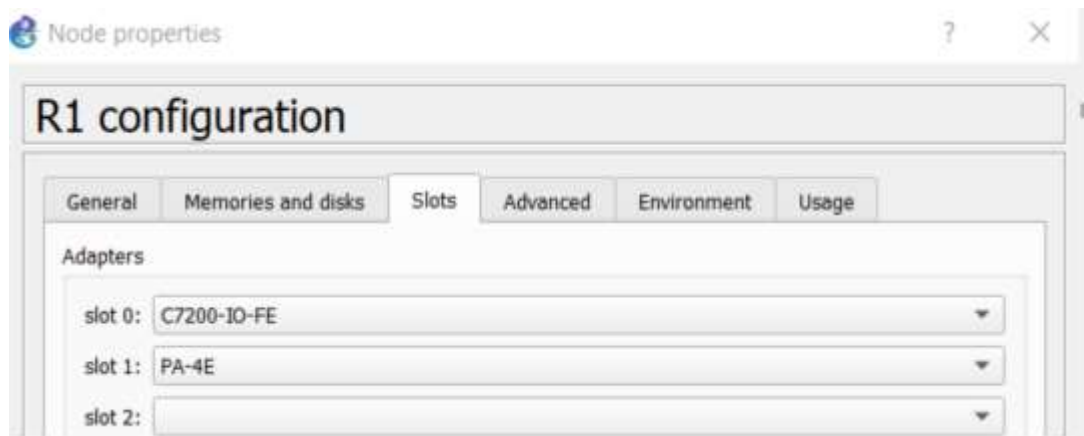 Node properties ?
R1 configuration
General Memories and disks Slots Advanced Environment Usage
Adapters
slot 0: C7200-IO-FE
slot 1: PA-4E
slot 2: